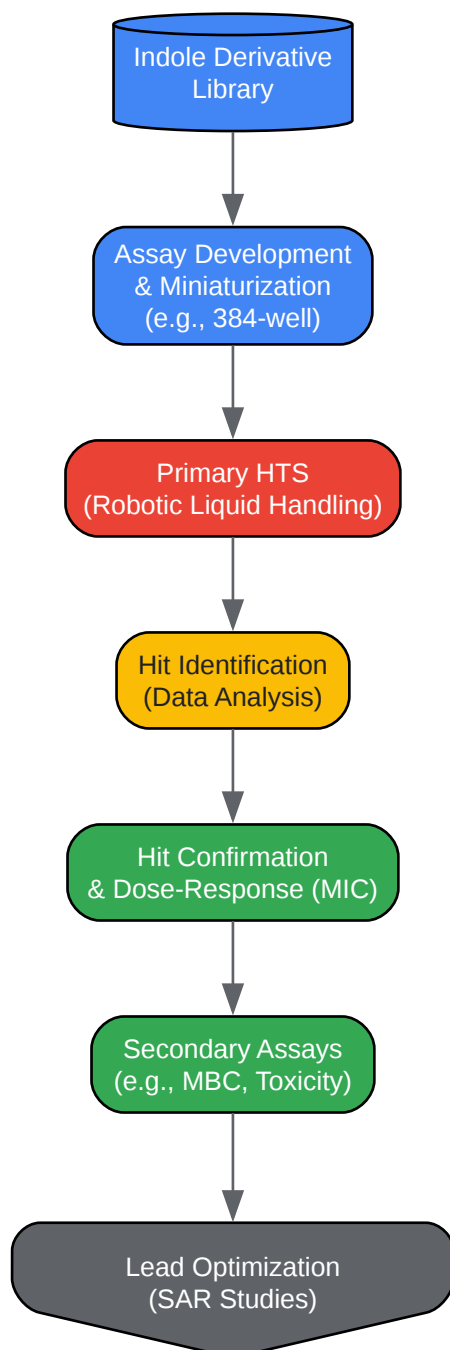 Indole Derivative
Library
Assay Development
& Miniaturization
(e.g., 384-well)
Primary HTS
(Robotic Liquid Handling)
Hit Identification
(Data Analysis)
Hit Confirmation
& Dose-Response (MIC)
Secondary Assays
(e.g., MBC, Toxicity)
Lead Optimization
(SAR Studies)